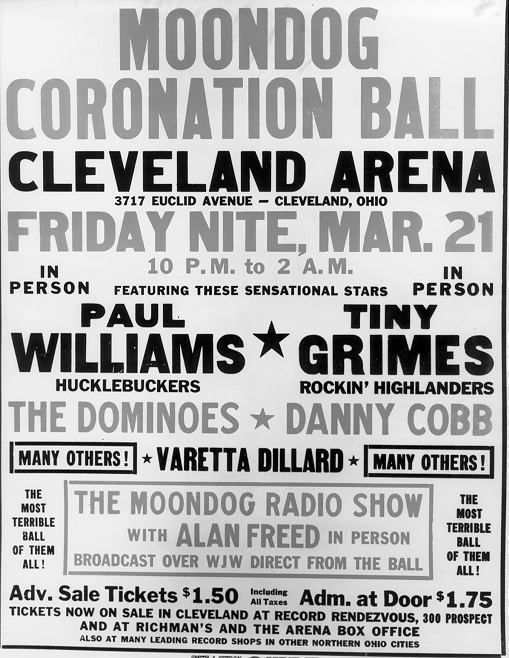 MOONDOG
CORONATION BALL
CLEVELAND ARENA
3717 EUCLID AVENUE — CLEVELAND, OHIO
FRIDAY NITE, MAR. 21
10 P.M. to 2 A.M.
IN PERSON
FEATURING THESE SENSATIONAL STARS
IN PERSON
PAUL WILLIAMS
HUCKLEBUCKERS
★
TINY GRIMES
ROCKIN' HIGHLANDERS
THE DOMINOES ★ DANNY COBB
MANY OTHERS! ★ VARETTA DILLARD ★ MANY OTHERS!
THE
MOST
TERRIBLE
BALL
OF THEM
ALL!
THE MOONDOG RADIO SHOW
WITH ALAN FREED IN PERSON
BROADCAST OVER WJW DIRECT FROM THE BALL
THE
MOST
TERRIBLE
BALL
OF THEM
ALL!
Adv. Sale Tickets $1.50 Including All Taxes Adm. at Door $1.75
TICKETS NOW ON SALE IN CLEVELAND AT RECORD RENDEZVOUS, 300 PROSPECT
AND AT RICHMAN'S AND THE ARENA BOX OFFICE
ALSO AT MANY LEADING RECORD SHOPS IN OTHER NORTHERN OHIO CITIES